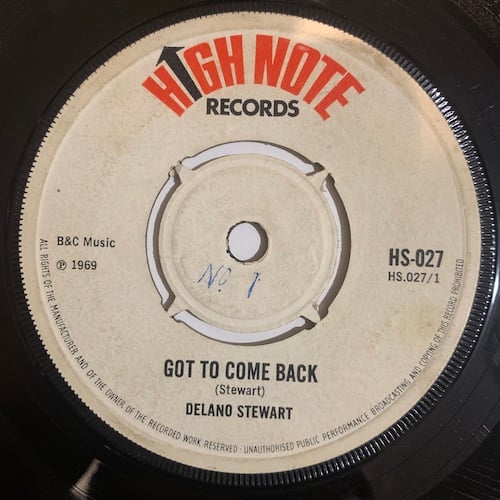 HIGH NOTE
RECORDS
B&C Music
℗ 1969
HS-027
HS.027/1
No 1
GOT TO COME BACK
(Stewart)
DELANO STEWART
ALL RIGHTS OF THE MANUFACTURER AND OF THE OWNER OF THE RECORDED WORK RESERVED - UNAUTHORISED PUBLIC PERFORMANCE BROADCASTING AND COPYING OF THIS RECORD PROHIBITED